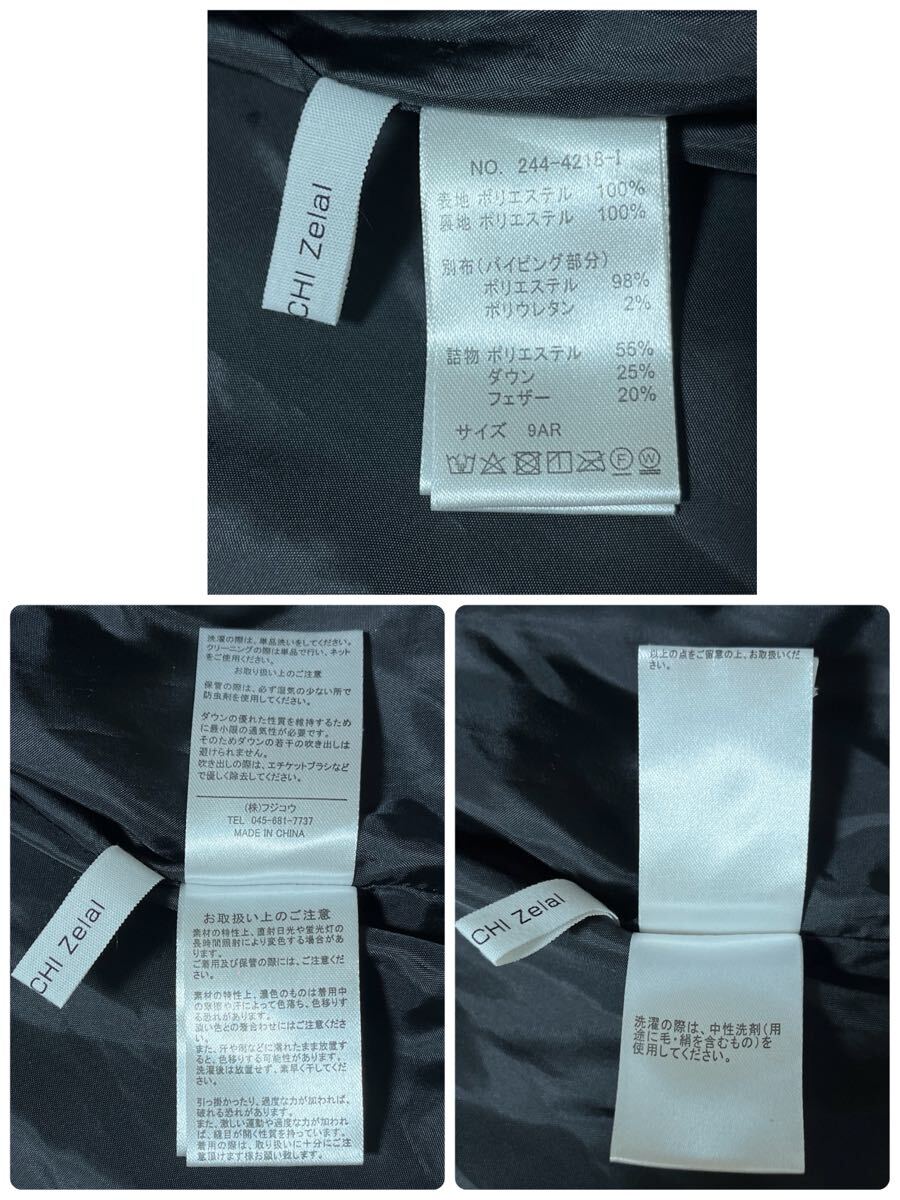 CHI Zelal
NO. 244-4218-I
表地 ポリエステル 100%
裏地 ポリエステル 100%
別布(パイピング部分)
ポリエステル 98%
ポリウレタン 2%
詰物 ポリエステル 55%
ダウン 25%
フェザー 20%
サイズ 9AR
F W
洗濯の際は、単品洗いをしてください。
クリーニングの際は単品で行い、ネット
をご使用ください。
お取り扱い上のご注意
保管の際は、必ず湿気の少ない所で
防虫剤を使用してください。
ダウンの優れた性質を維持するため
に最小限の通気性が必要です。
そのためダウンの若干の吹き出しは
避けられません。
吹き出しの際は、エチケットブラシなど
で優しく除去してください。
(株)フジコウ
TEL 045-681-7737
MADE IN CHINA
CHI Zelal
お取扱い上のご注意
素材の特性上、直射日光や蛍光灯の
長時間照射により変色する場合があ
ります。
ご着用及び保管の際には、ご注意くだ
さい。
素材の特性上、濃色のものは着用中
の摩擦や汗によって色落ち、色移りす
る恐れがあります。
淡い色との着合わせにはご注意くださ
い。
また、汗や雨などに濡れたまま放置す
ると、色移りする可能性があります。
洗濯後は放置せず、素早く干してくださ
い。
引っ掛かったり、過度な力が加われば、
破れる恐れがあります。
また、激しい運動や過度な力が加われ
ば、縫目が開く性質を持っています。
着用の際は、取り扱いに十分にご注
意頂けます様お願い致します。
以上の点をご留意の上、お取扱いくだ
さい。
CHI Zelal
洗濯の際は、中性洗剤(用
途に毛・絹を含むもの)を
使用してください。